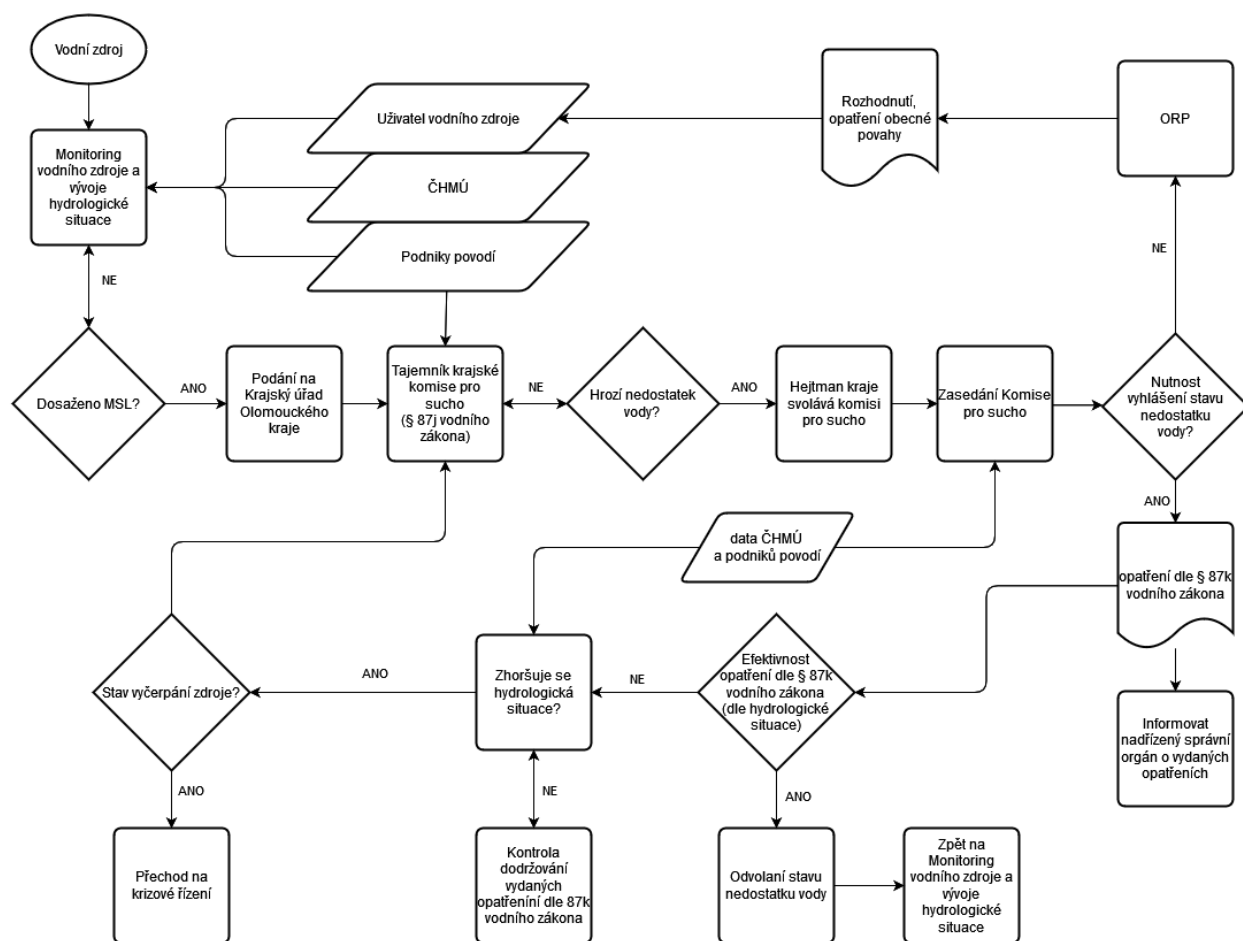 Vodní zdroj
Monitoring
vodního zdroje a
vývoje
hydrologické
situace
Uživatel vodního zdroje
ČHMÚ
Podniky povodí
Rozhodnutí,
opatření obecné
povahy
ORP
NE
NE
Dosaženo MSL?
ANO
Podání na
Krajský úřad
Olomouckého
kraje
Tajemník krajské
komise pro
sucho
(§ 87j vodního
zákona)
NE
Hrozí nedostatek
vody?
ANO
Hejtman kraje
svolává komisi
pro sucho
Zasedání Komise
pro sucho
Nutnost
vyhlášení stavu
nedostatku
vody?
ANO
data ČHMÚ
a podniků povodí
opatření dle § 87k
vodního zákona
Stav vyčerpání zdroje?
ANO
Zhoršuje se
hydrologická
situace?
NE
Efektivnost
opatření dle § 87k
vodního zákona
(dle hydrologické
situace)
Informovat
nadřízený správní
orgán o vydaných
opatřeních
ANO
NE
ANO
Přechod na
krizové řízení
Kontrola
dodržování
vydaných
opatřeníní dle 87k
vodního zákona
Odvolaní stavu
nedostatku vody
Zpět na
Monitoring
vodního zdroje a
vývoje
hydrologické
situace